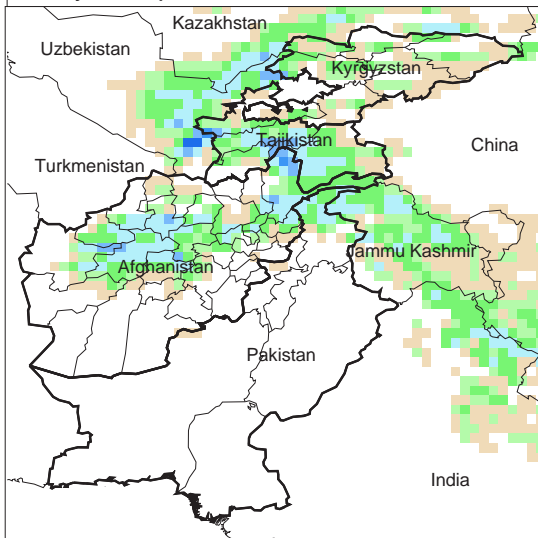 Kazakhstan
Uzbekistan
Kyrgyzstan
Tajikistan
China
Turkmenistan
Jammu Kashmir
Afghanistan
Pakistan
India